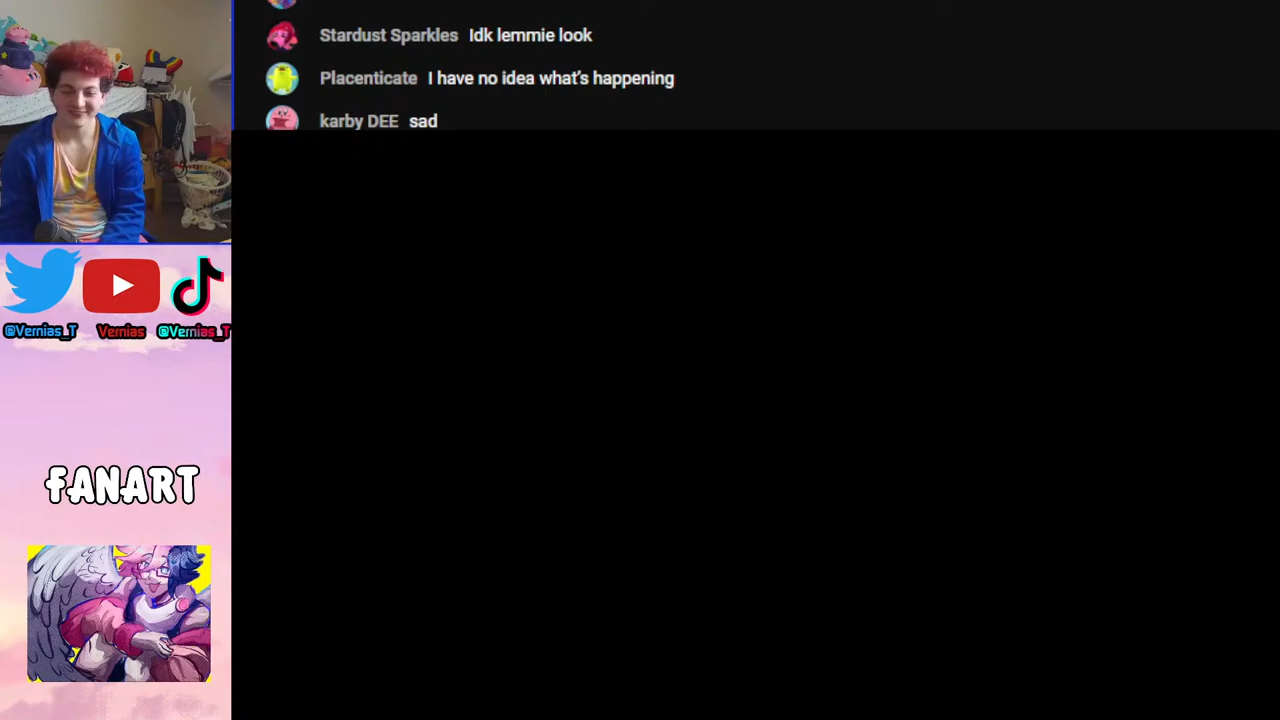 Stardust Sparkles Idk lemmie look
Placenticate I have no idea what's happening
karby DEE sad
@Vernias_T Vernias @Vernias_T
FANART